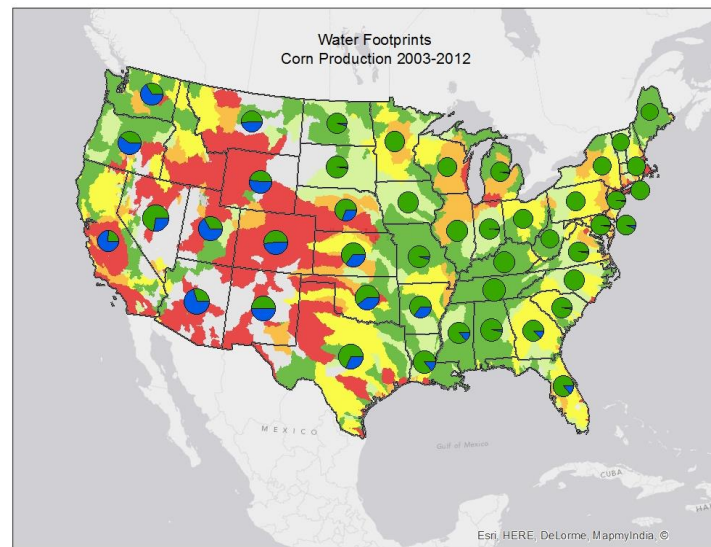 Water Footprints
Corn Production 2003-2012
MEXICO
Gulf of Mexico
CUBA
Esri, HERE, DeLorme, MapmyIndia, ©